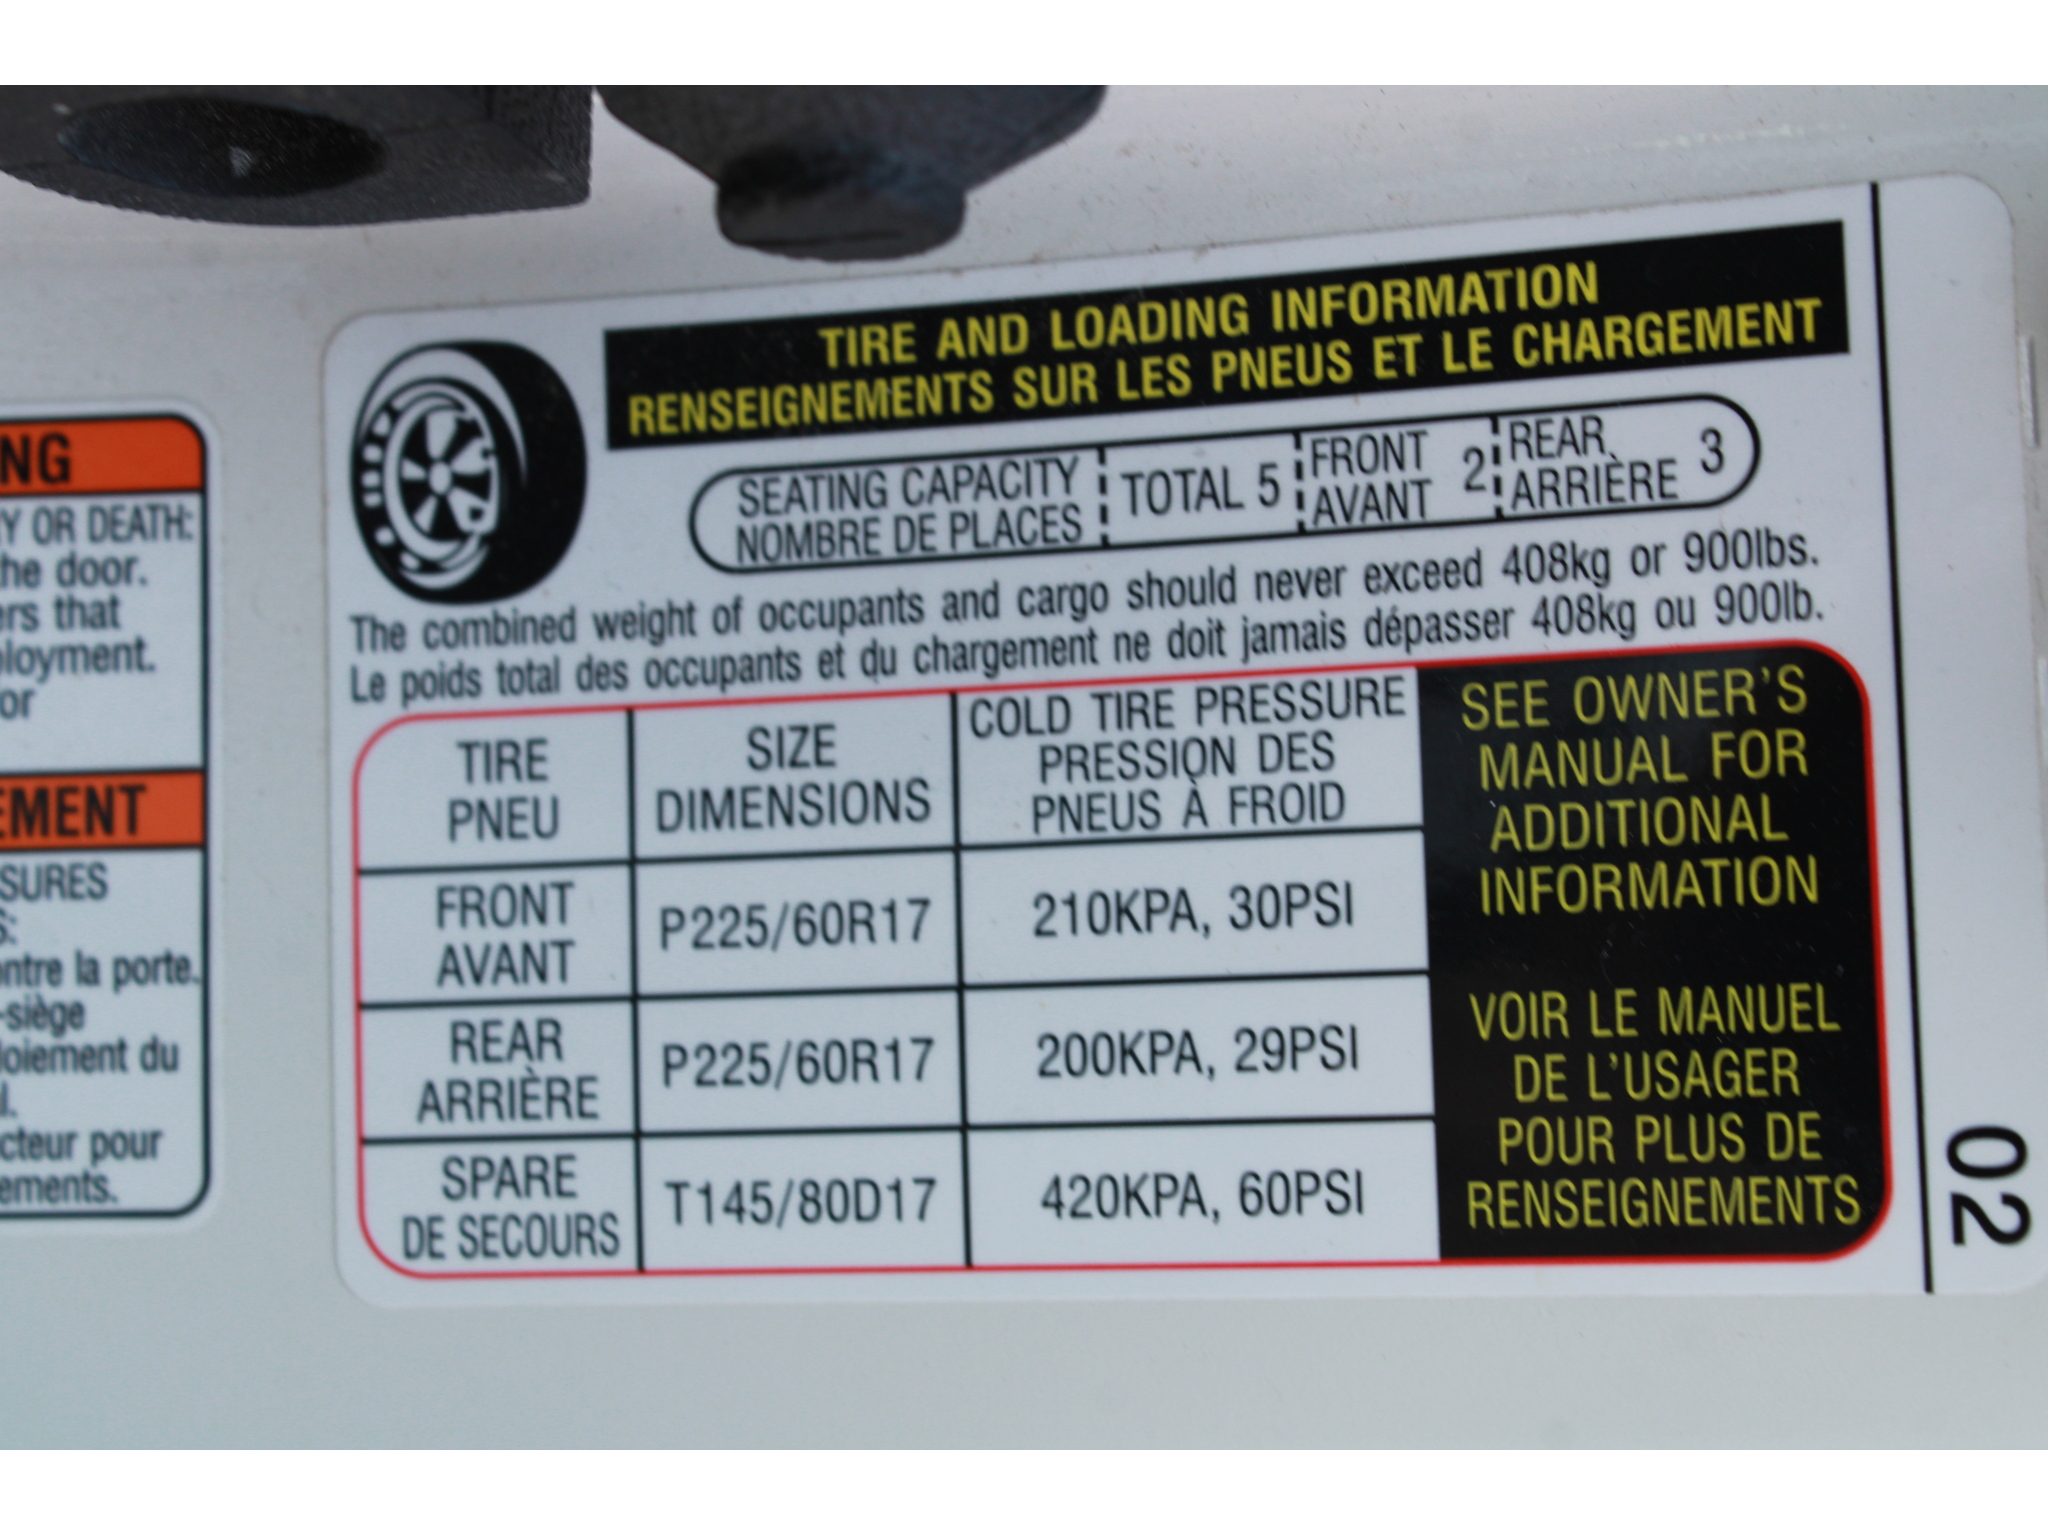 NG
Y OR DEATH:
the door.
ers that
ployment.
or
EMENT
SURES
S:
ontre la porte.
-siège
loiement du
l.
cteur pour
ements.
TIRE AND LOADING INFORMATION
RENSEIGNEMENTS SUR LES PNEUS ET LE CHARGEMENT
SEATING CAPACITY
NOMBRE DE PLACES
TOTAL 5
FRONT
AVANT
2
REAR
ARRIÈRE
3
The combined weight of occupants and cargo should never exceed 408kg or 900lbs.
Le poids total des occupants et du chargement ne doit jamais dépasser 408kg ou 900lb.
TIRE
PNEU
SIZE
DIMENSIONS
COLD TIRE PRESSURE
PRESSION DES
PNEUS À FROID
FRONT
AVANT
P225/60R17
210KPA, 30PSI
REAR
ARRIÈRE
P225/60R17
200KPA, 29PSI
SPARE
DE SECOURS
T145/80D17
420KPA, 60PSI
SEE OWNER'S
MANUAL FOR
ADDITIONAL
INFORMATION
VOIR LE MANUEL
DE L'USAGER
POUR PLUS DE
RENSEIGNEMENTS
02